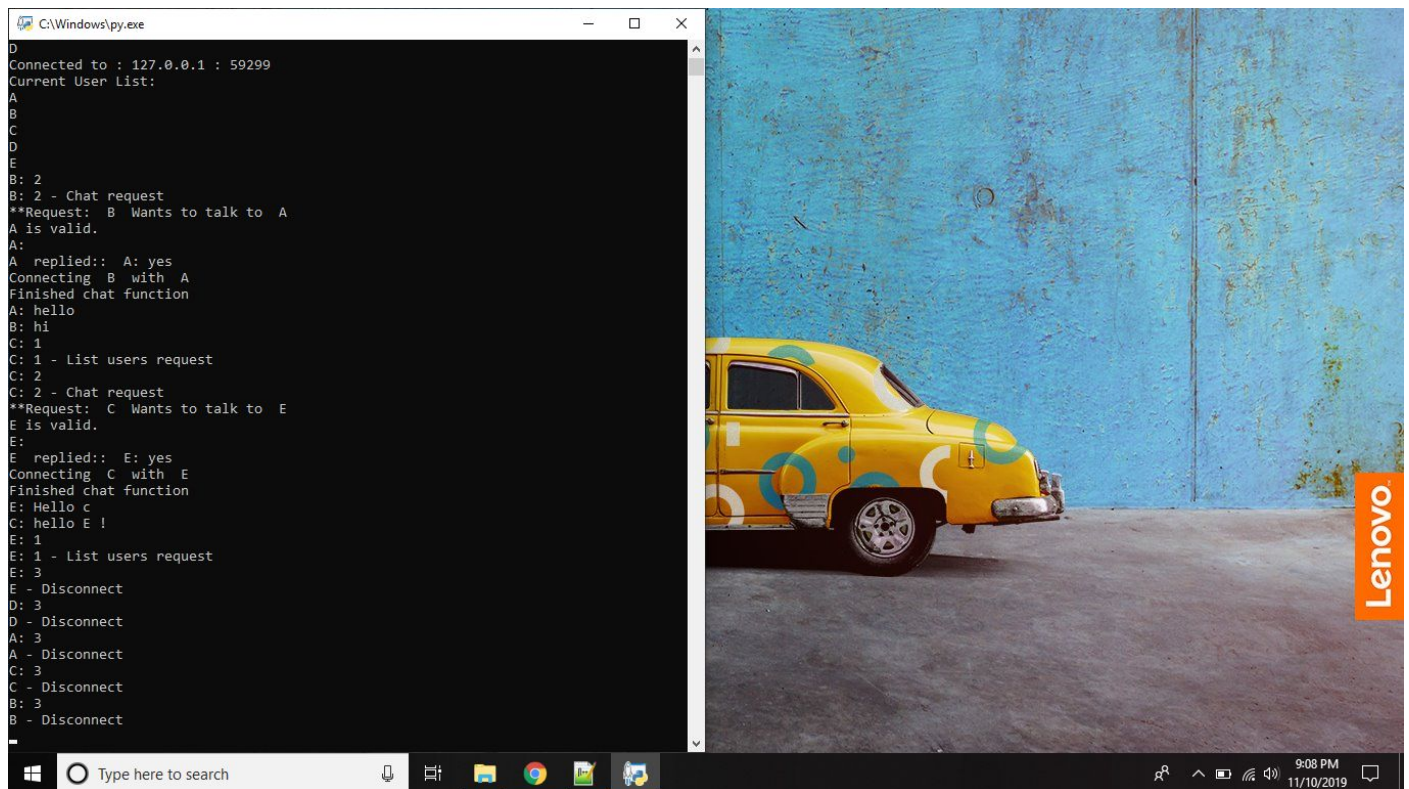 C:\Windows\py.exe
D
Connected to : 127.0.0.1 : 59299
Current User List:
A
B
C
D
E
B: 2
B: 2 - Chat request
**Request:  B  Wants to talk to  A
A is valid.
A:
A  replied::  A: yes
Connecting  B  with  A
Finished chat function
A: hello
B: hi
C: 1
C: 1 - List users request
C: 2
C: 2 - Chat request
**Request:  C  Wants to talk to  E
E is valid.
E:
E  replied::  E: yes
Connecting  C  with  E
Finished chat function
E: Hello c
C: hello E !
E: 1
E: 1 - List users request
E: 3
E - Disconnect
D: 3
D - Disconnect
A: 3
A - Disconnect
C: 3
C - Disconnect
B: 3
B - Disconnect
Lenovo
Type here to search
9:08 PM
11/10/2019